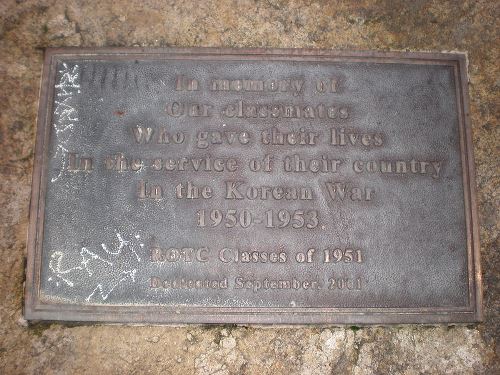 In memory of
Our classmates
Who gave their lives
In the service of their country
In the Korean War
1950-1953
ROTC Classes of 1951
Dedicated September, 2001